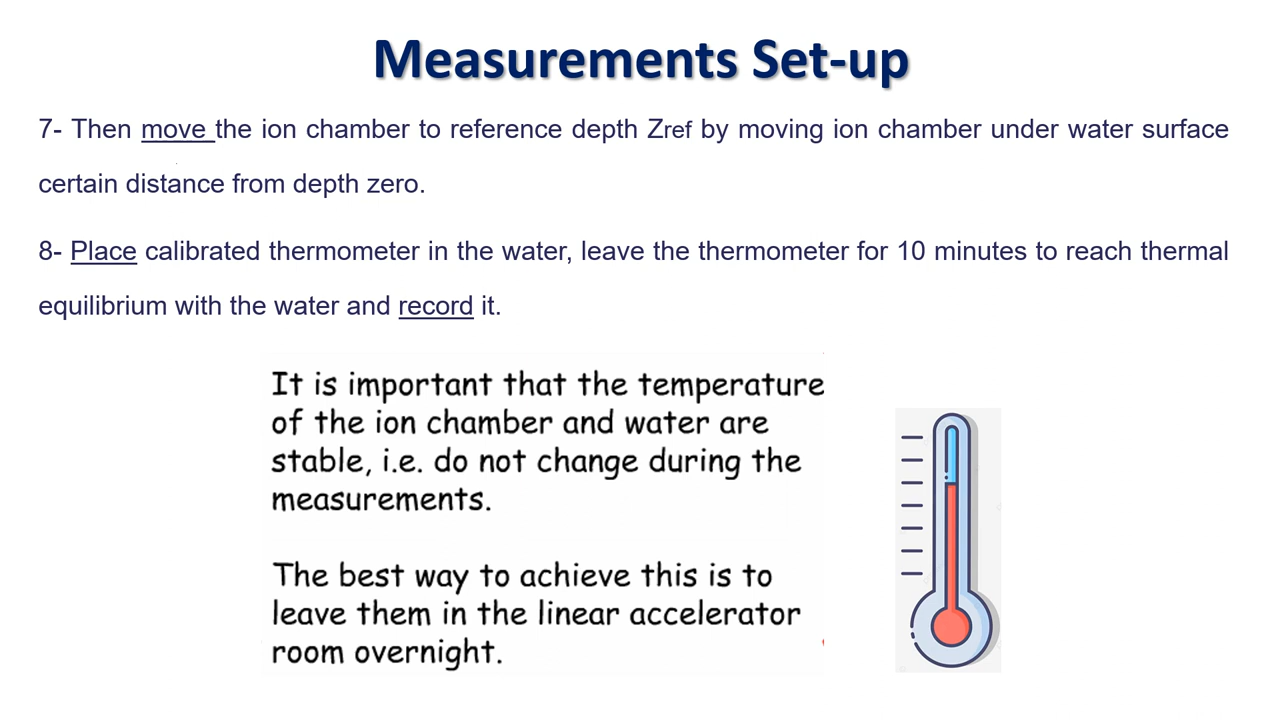 Measurements Set-up
7- Then move the ion chamber to reference depth Zref by moving ion chamber under water surface
certain distance from depth zero.
8- Place calibrated thermometer in the water, leave the thermometer for 10 minutes to reach thermal
equilibrium with the water and record it.
It is important that the temperature
of the ion chamber and water are
stable, i.e. do not change during the
measurements.
The best way to achieve this is to
leave them in the linear accelerator
room overnight.